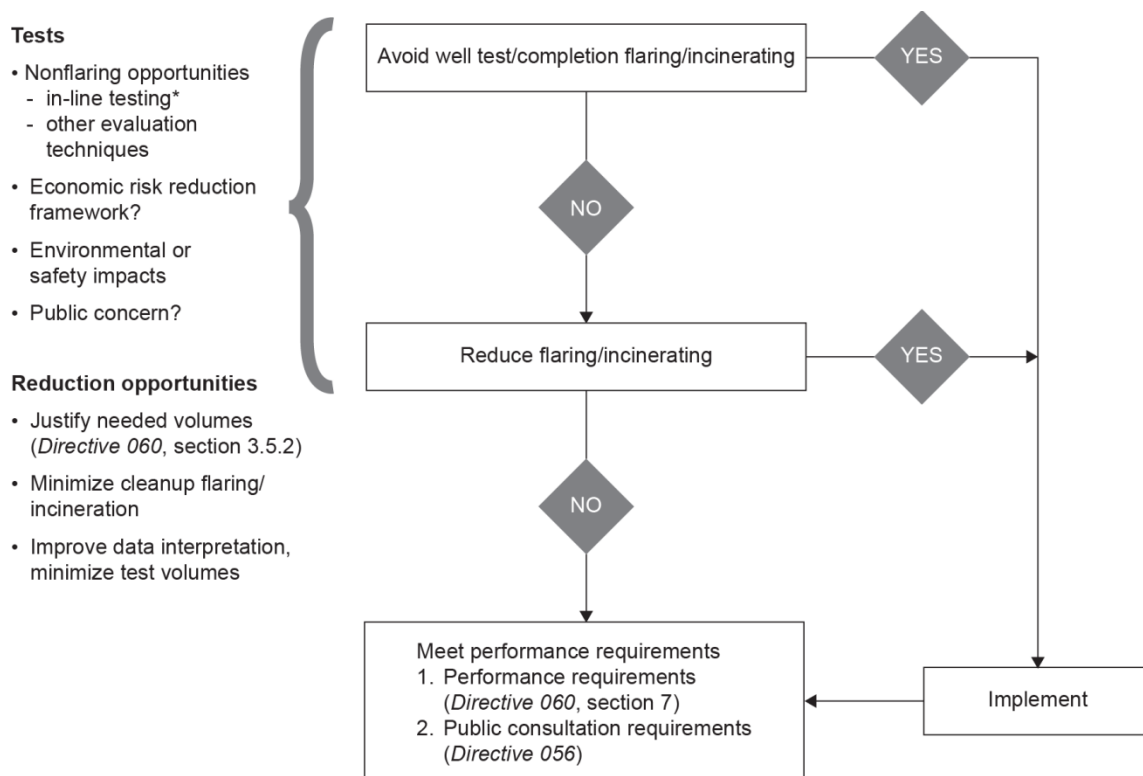 Tests
• Nonflaring opportunities
- in-line testing*
- other evaluation
techniques
• Economic risk reduction
framework?
• Environmental or
safety impacts
• Public concern?
Reduction opportunities
• Justify needed volumes
(Directive 060, section 3.5.2)
• Minimize cleanup flaring/
incineration
• Improve data interpretation,
minimize test volumes
Avoid well test/completion flaring/incinerating
YES
NO
Reduce flaring/incinerating
YES
NO
Meet performance requirements
1. Performance requirements
(Directive 060, section 7)
2. Public consultation requirements
(Directive 056)
Implement